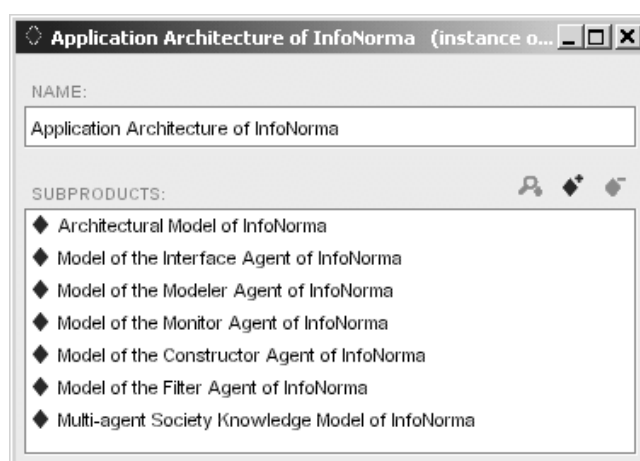 Application Architecture of InfoNorma (instance o...
NAME:
Application Architecture of InfoNorma
SUBPRODUCTS:
Architectural Model of InfoNorma
Model of the Interface Agent of InfoNorma
Model of the Modeler Agent of InfoNorma
Model of the Monitor Agent of InfoNorma
Model of the Constructor Agent of InfoNorma
Model of the Filter Agent of InfoNorma
Multi-agent Society Knowledge Model of InfoNorma